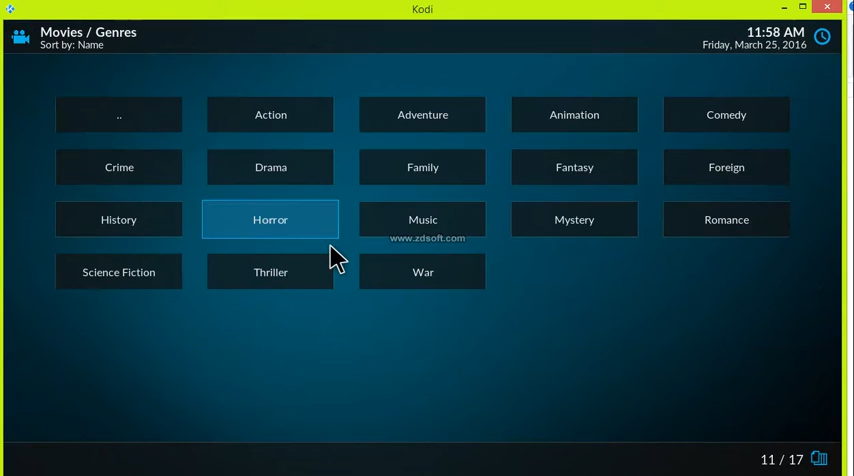 Kodi
Movies / Genres
Sort by: Name
11:58 AM
Friday, March 25, 2016
..
Action
Adventure
Animation
Comedy
Crime
Drama
Family
Fantasy
Foreign
History
Horror
Music
Mystery
Romance
www.zdsoft.com
Science Fiction
Thriller
War
11 / 17